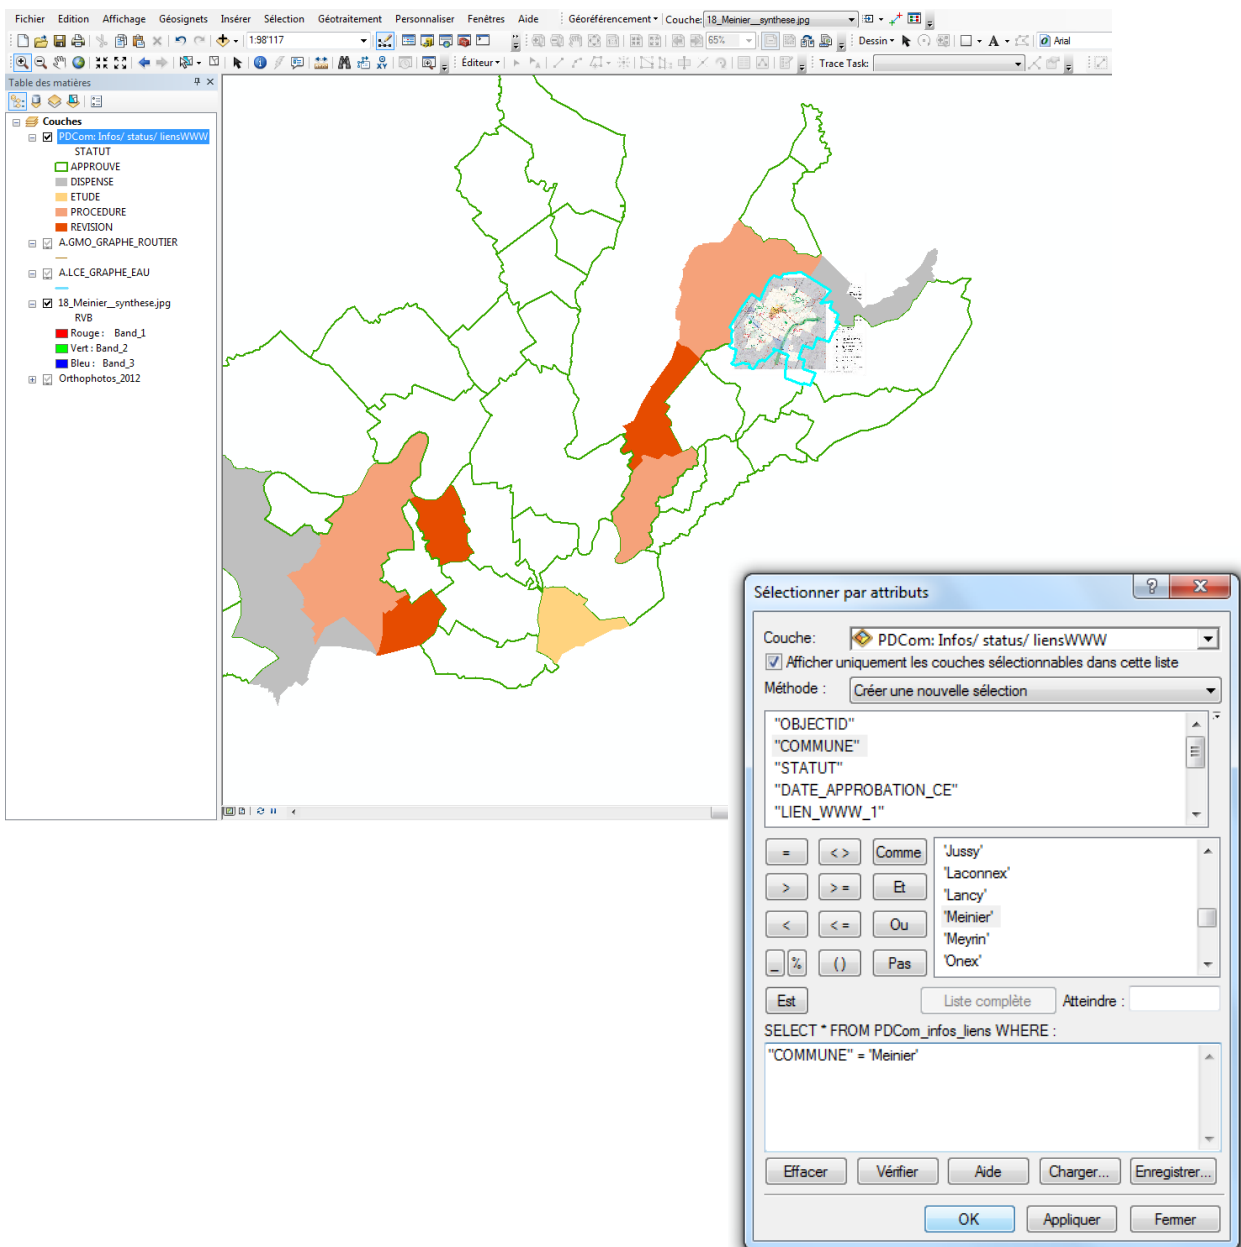 Fichier Edition Affichage Géosignets Insérer Sélection Géotraitement Personnaliser Fenêtres Aide Géoréférencement Couche: 18_Meinier__synthese.jpg
1:98'117 65% Dessin A Arial
Éditeur Trace Task:
Table des matières
Couches
PDCom: Infos/ status/ liensWWW
STATUT
APPROUVE
DISPENSE
ETUDE
PROCEDURE
REVISION
A.GMO_GRAPHE_ROUTIER
A.LCE_GRAPHE_EAU
18_Meinier__synthese.jpg
RVB
Rouge : Band_1
Vert : Band_2
Bleu : Band_3
Orthophotos_2012
Sélectionner par attributs
Couche: PDCom: Infos/ status/ liensWWW
Afficher uniquement les couches sélectionnables dans cette liste
Méthode : Créer une nouvelle sélection
"OBJECTID"
"COMMUNE"
"STATUT"
"DATE_APPROBATION_CE"
"LIEN_WWW_1"
= < > Comme
> > = Et
< < = Ou
_ % ( ) Pas
Est
'Jussy'
'Laconnex'
'Lancy'
'Meinier'
'Meyrin'
'Onex'
Liste complète Atteindre :
SELECT * FROM PDCom_infos_liens WHERE :
"COMMUNE" = 'Meinier'
Effacer Vérifier Aide Charger... Enregistrer...
OK Appliquer Fermer